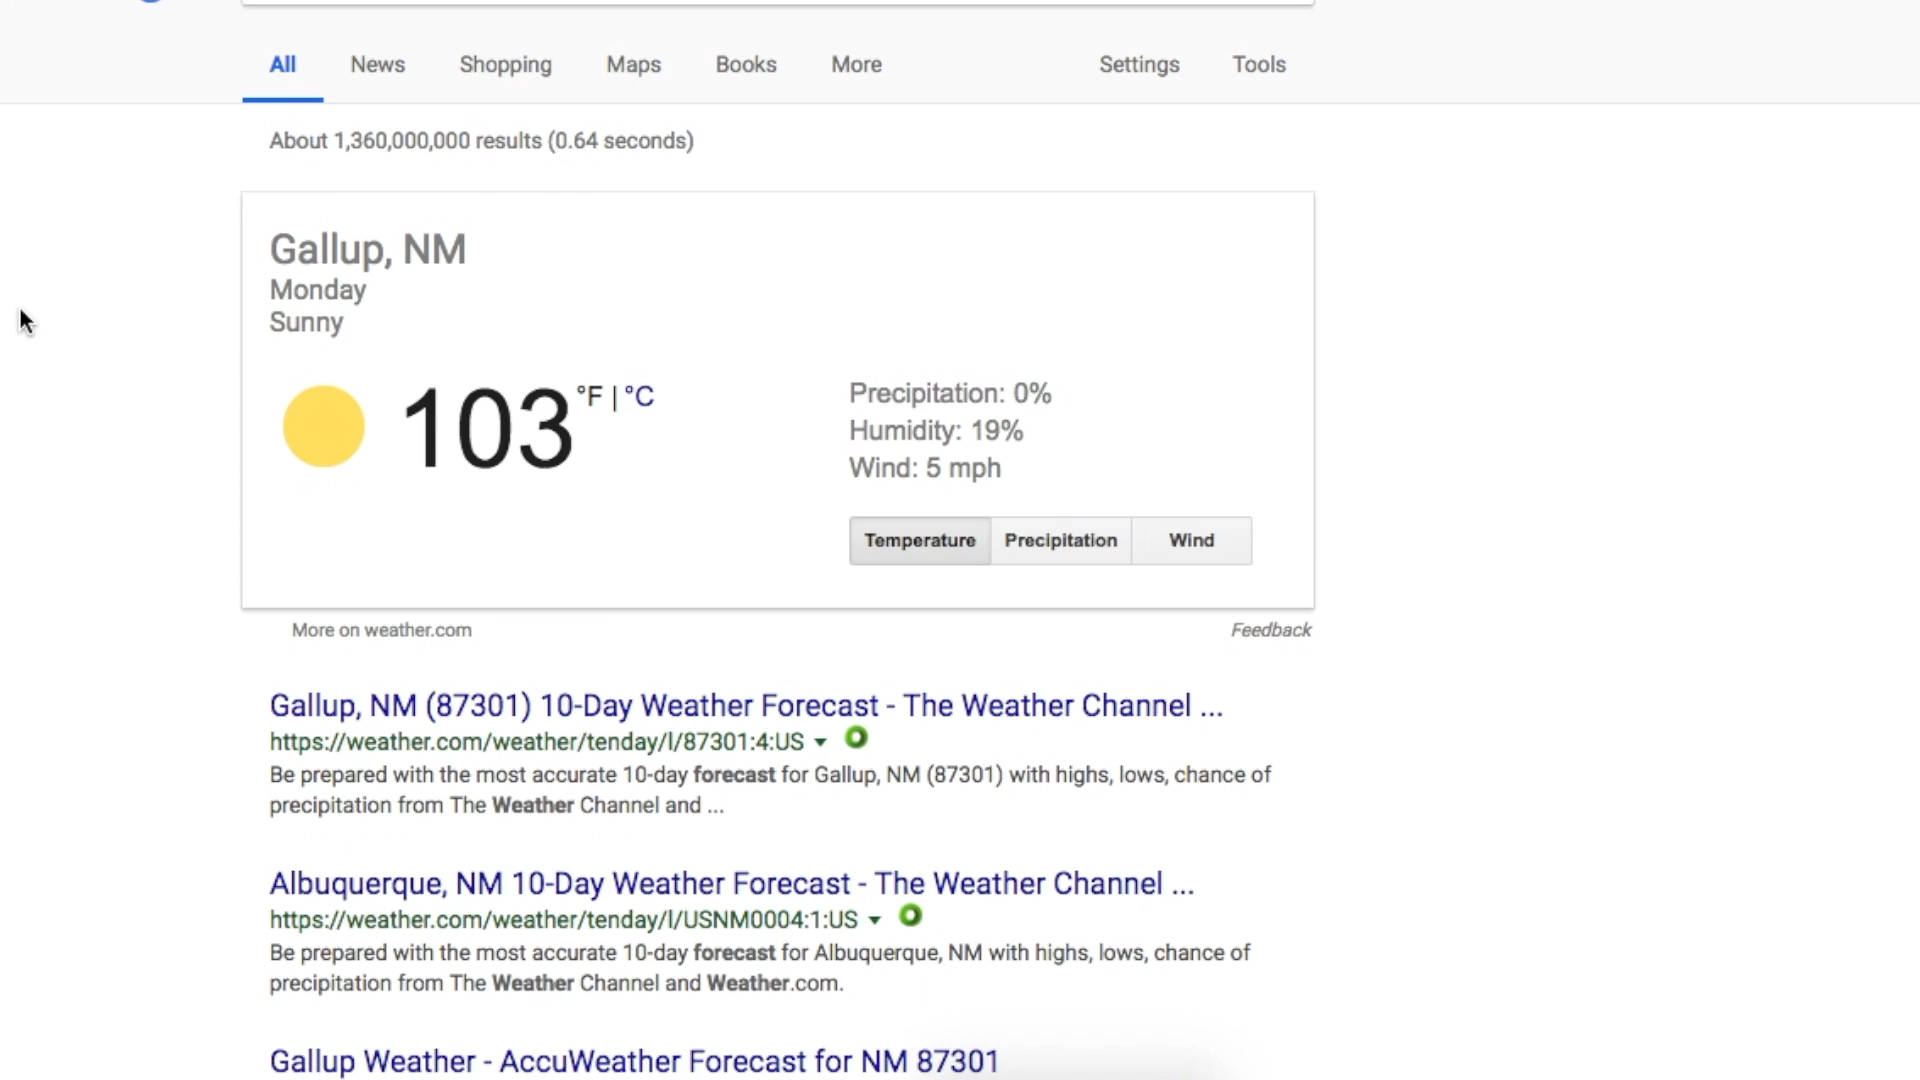 All News Shopping Maps Books More Settings Tools
About 1,360,000,000 results (0.64 seconds)
Gallup, NM
Monday
Sunny
103 °F | °C
Precipitation: 0%
Humidity: 19%
Wind: 5 mph
Temperature Precipitation Wind
More on weather.com Feedback
Gallup, NM (87301) 10-Day Weather Forecast - The Weather Channel ...
https://weather.com/weather/tenday/l/87301:4:US
Be prepared with the most accurate 10-day forecast for Gallup, NM (87301) with highs, lows, chance of
precipitation from The Weather Channel and ...
Albuquerque, NM 10-Day Weather Forecast - The Weather Channel ...
https://weather.com/weather/tenday/l/USNM0004:1:US
Be prepared with the most accurate 10-day forecast for Albuquerque, NM with highs, lows, chance of
precipitation from The Weather Channel and Weather.com.
Gallup Weather - AccuWeather Forecast for NM 87301